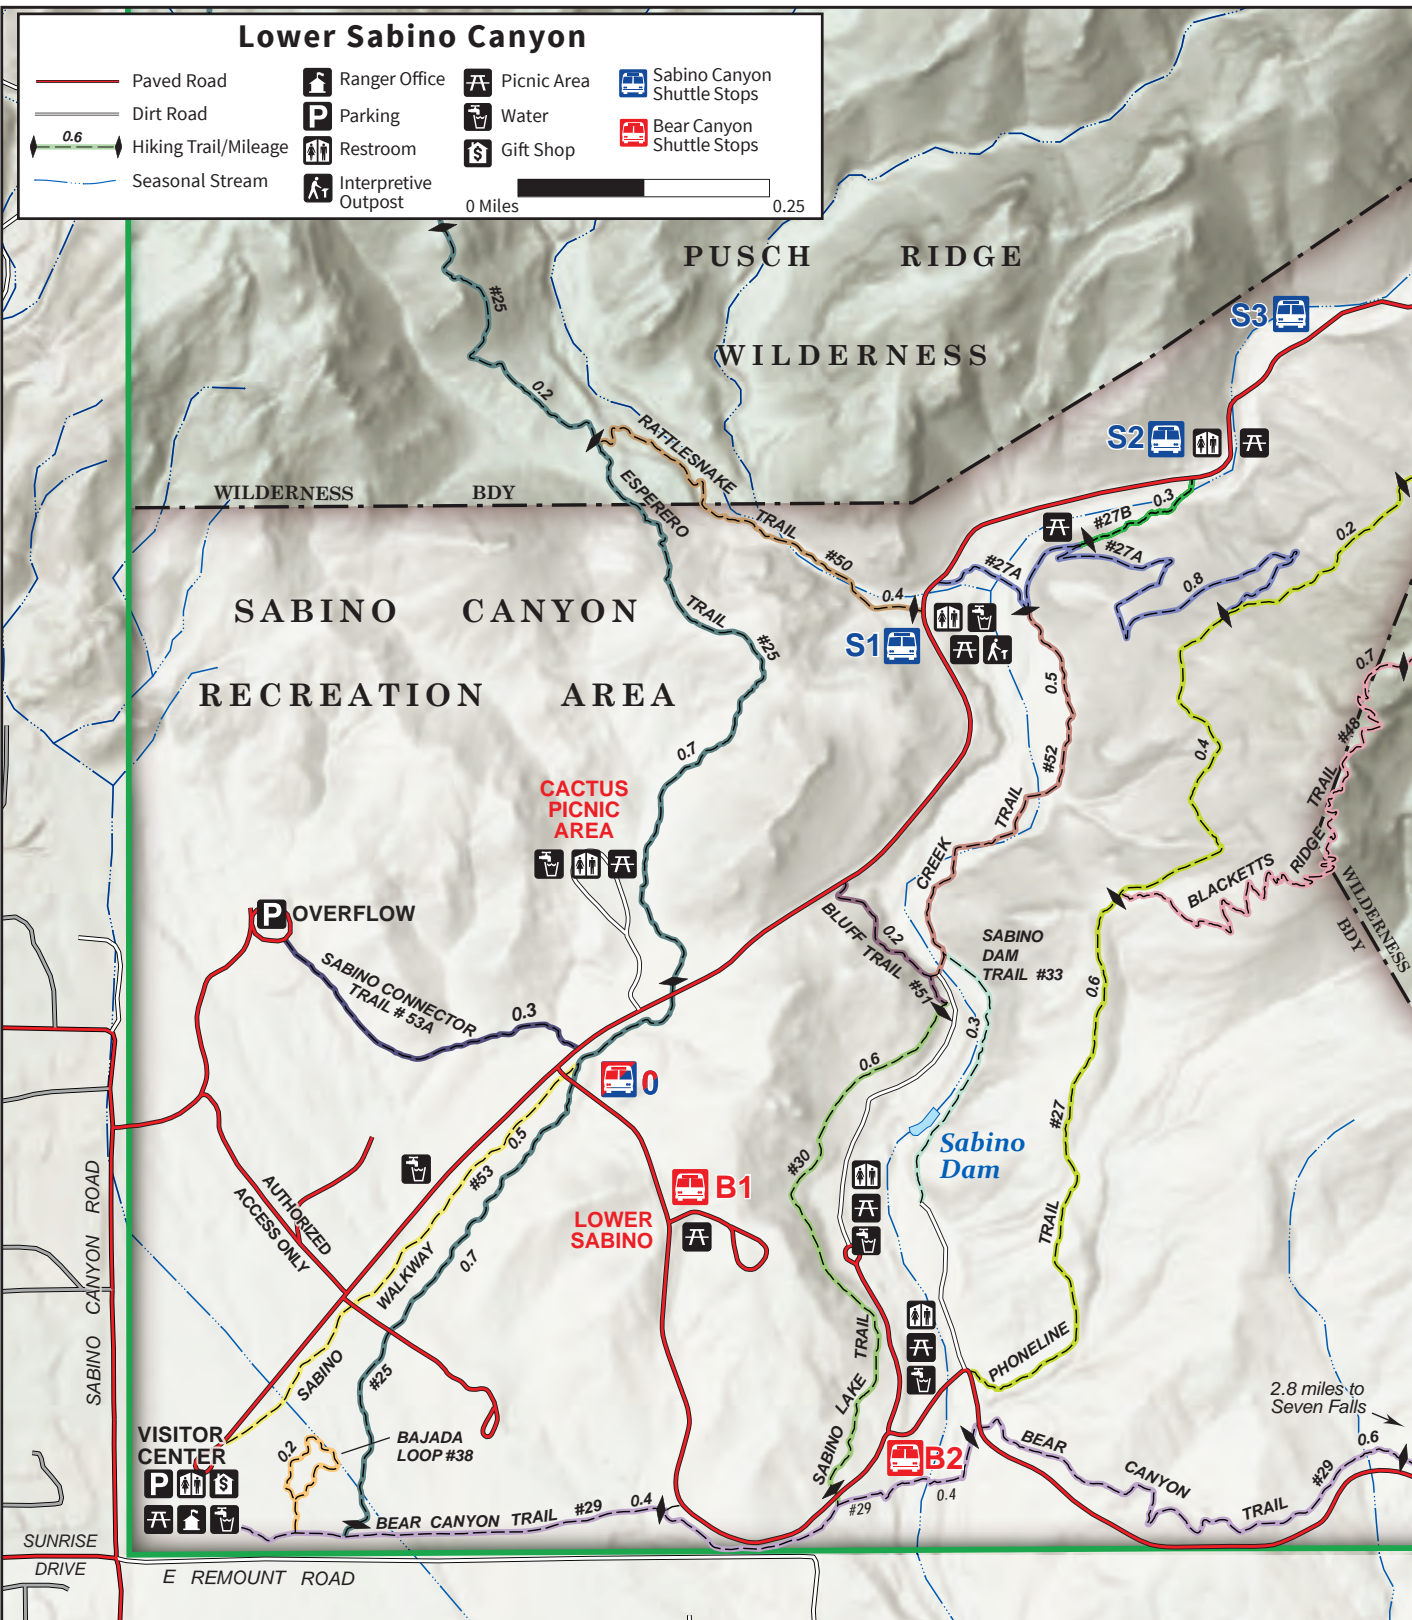 Lower Sabino Canyon
Paved Road
Dirt Road
0.6
Hiking Trail/Mileage
Seasonal Stream
Ranger Office
P
Parking
Restroom
Interpretive
Outpost
Picnic Area
Water
$
Gift Shop
Sabino Canyon
Shuttle Stops
Bear Canyon
Shuttle Stops
0 Miles
0.25
PUSCH RIDGE
WILDERNESS
#25
0.2
S3
S2
RATTLESNAKE
TRAIL
#50
0.4
WILDERNESS BDY
ESPERERO
TRAIL
#25
0.7
#27B
0.3
#27A
#27A
0.8
0.2
SABINO CANYON
RECREATION AREA
S1
0.5
#52
TRAIL
CREEK
0.4
0.7
#48
TRAIL
RIDGE
BLACKETTS
WILDERNESS
BDY
CACTUS
PICNIC
AREA
P
OVERFLOW
SABINO CONNECTOR
TRAIL # 53A
0.3
BLUFF TRAIL
0.2
#51
SABINO
DAM
TRAIL #33
0.3
0.6
0.6
#27
TRAIL
PHONELINE
0
Sabino
Dam
#30
B1
LOWER
SABINO
0.5
#53
WALKWAY
SABINO
0.7
#25
AUTHORIZED
ACCESS ONLY
SABINO CANYON ROAD
SABINO LAKE TRAIL
VISITOR
CENTER
P
$
0.2
BAJADA
LOOP #38
BEAR CANYON TRAIL
#29
0.4
B2
#29
0.4
BEAR CANYON TRAIL
#29
0.6
2.8 miles to
Seven Falls
SUNRISE
DRIVE
E REMOUNT ROAD